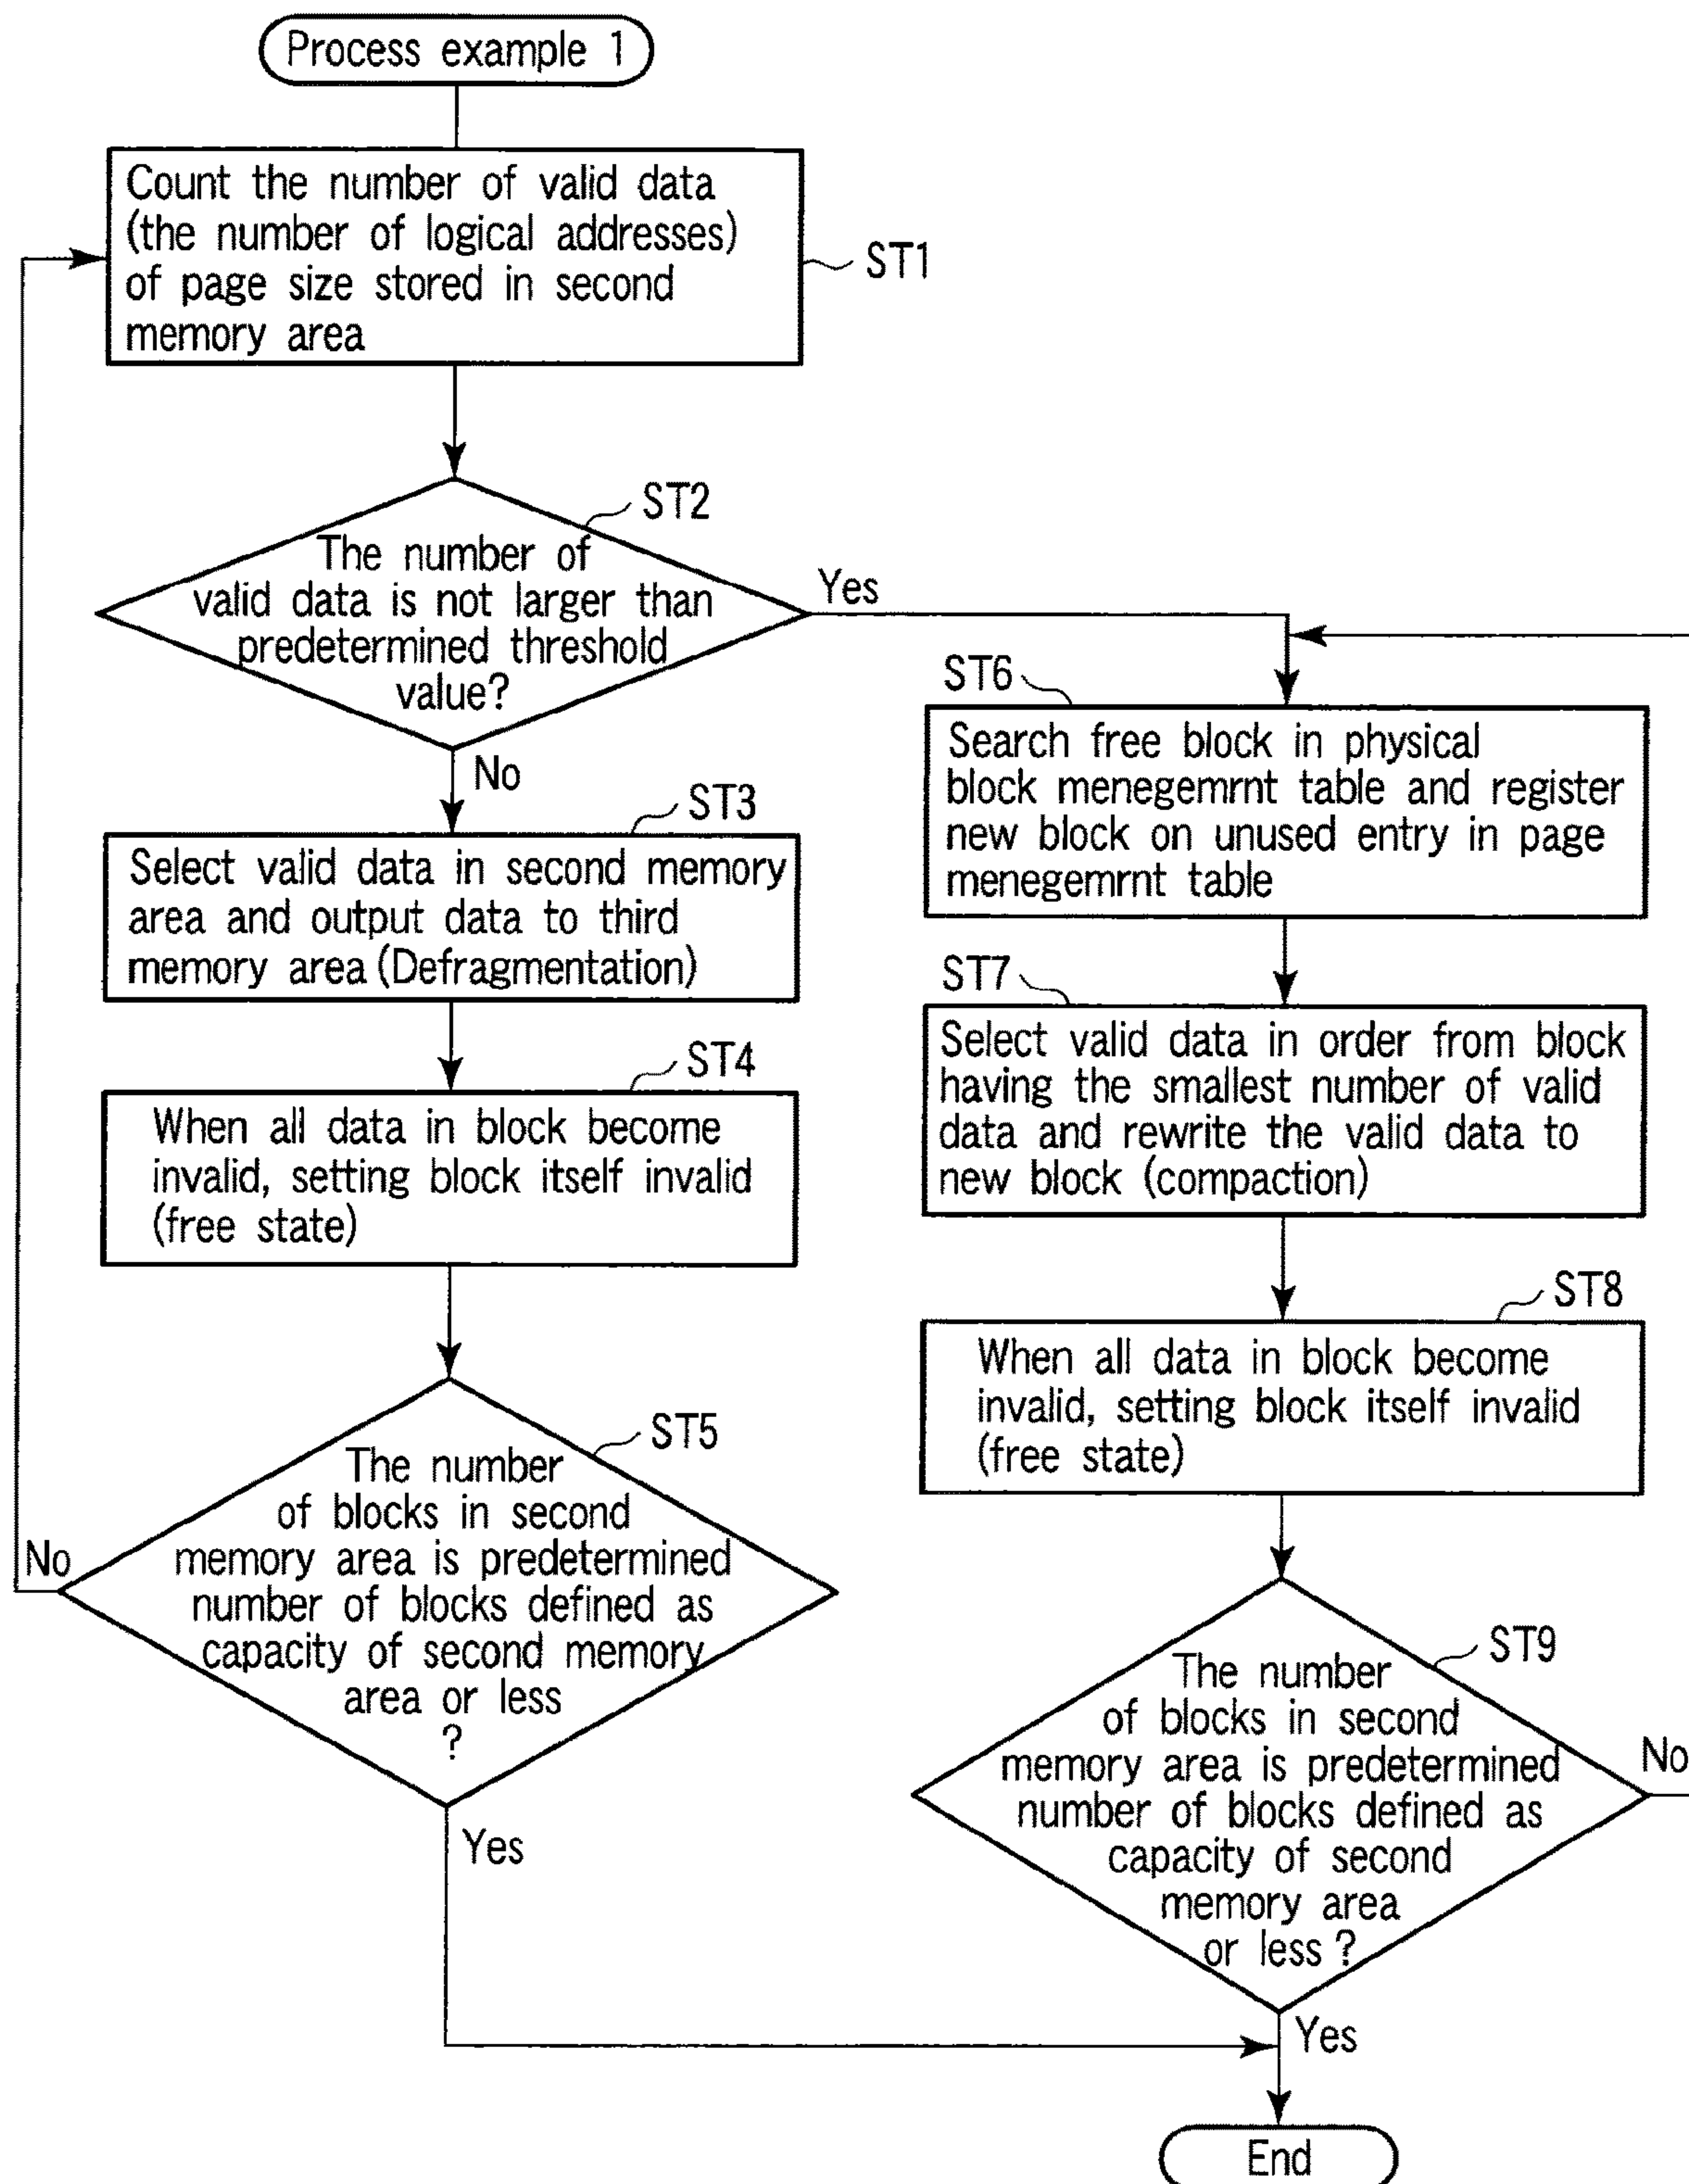 Process example 1
Count the number of valid data
(the number of logical addresses)
of page size stored in second
memory area
ST1
ST2
The number of
valid data is not larger than
predetermined threshold
value?
Yes
No
ST3
Select valid data in second memory
area and output data to third
memory area (Defragmentation)
ST4
When all data in block become
invalid, setting block itself invalid
(free state)
ST5
The number
of blocks in second
memory area is predetermined
number of blocks defined as
capacity of second memory
area or less
?
No
Yes
ST6
Search free block in physical
block menegemrnt table and register
new block on unused entry in page
menegemrnt table
ST7
Select valid data in order from block
having the smallest number of valid
data and rewrite the valid data to
new block (compaction)
ST8
When all data in block become
invalid, setting block itself invalid
(free state)
ST9
The number
of blocks in second
memory area is predetermined
number of blocks defined as
capacity of second
memory area
or less ?
No
Yes
End